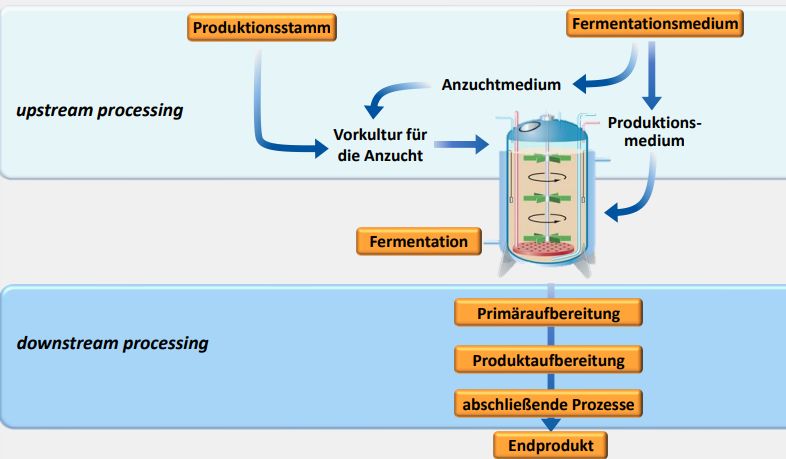 Produktionsstamm
Fermentationsmedium
Anzuchtmedium
upstream processing
Vorkultur für
die Anzucht
Produktions-
medium
Fermentation
Primäraufbereitung
downstream processing
Produktaufbereitung
abschließende Prozesse
Endprodukt